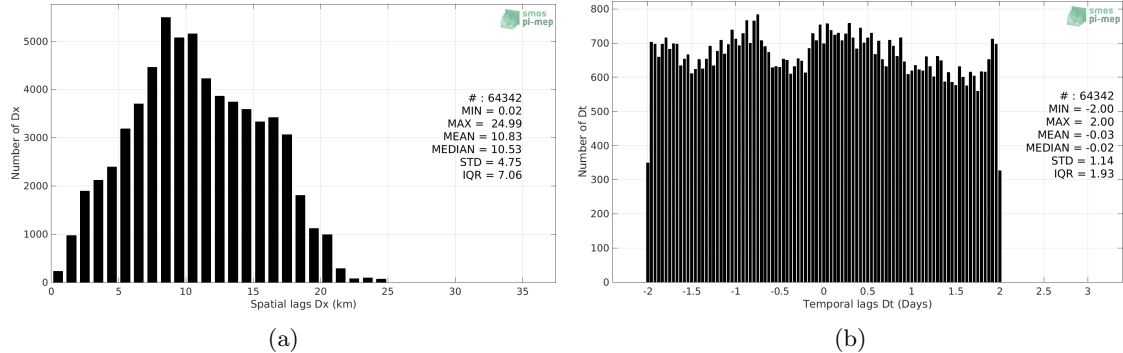 smos
pi-mep
Number of Dx
5000
4000
3000
2000
1000
0
# : 64342
MIN = 0.02
MAX = 24.99
MEAN = 10.83
MEDIAN = 10.53
STD = 4.75
IQR = 7.06
0 5 10 15 20 25 30 35
Spatial lags Dx (km)
(a)
smos
pi-mep
Number of Dt
800
700
600
500
400
300
200
100
0
# : 64342
MIN = -2.00
MAX = 2.00
MEAN = -0.03
MEDIAN = -0.02
STD = 1.14
IQR = 1.93
-2 -1.5 -1 -0.5 0 0.5 1 1.5 2 2.5 3
Temporal lags Dt (Days)
(b)